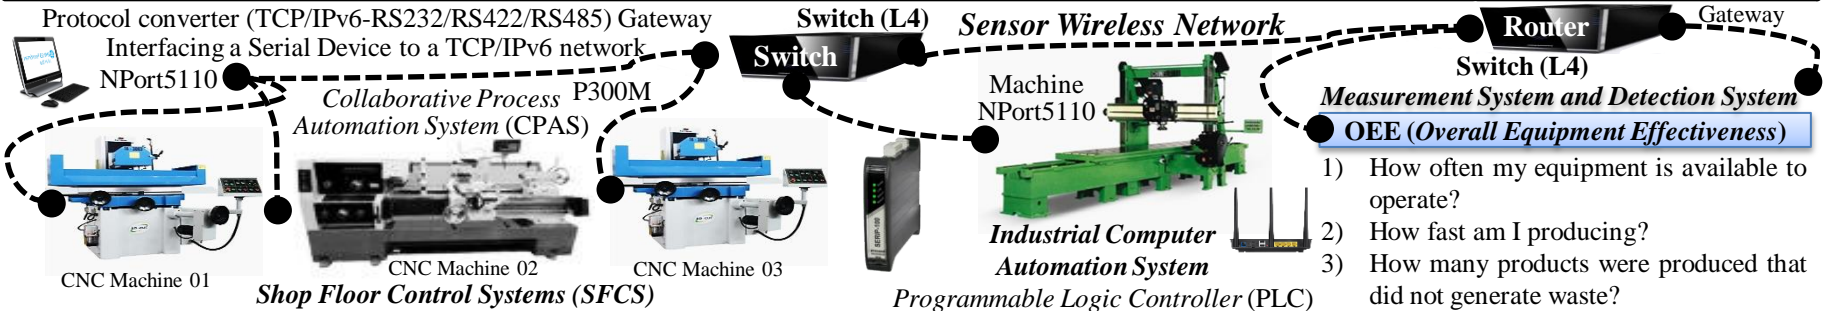 Protocol converter (TCP/IPv6-RS232/RS422/RS485) Gateway
Interfacing a Serial Device to a TCP/IPv6 network
NPort5110
Collaborative Process
Automation System (CPAS)
P300M
CNC Machine 01
CNC Machine 02
CNC Machine 03
Shop Floor Control Systems (SFCS)
Switch (L4)
Switch
Sensor Wireless Network
Machine
NPort5110
SERIP-100
Industrial Computer
Automation System
Programmable Logic Controller (PLC)
Router
Gateway
Switch (L4)
Measurement System and Detection System
OEE (Overall Equipment Effectiveness)
1) How often my equipment is available to
operate?
2) How fast am I producing?
3) How many products were produced that
did not generate waste?